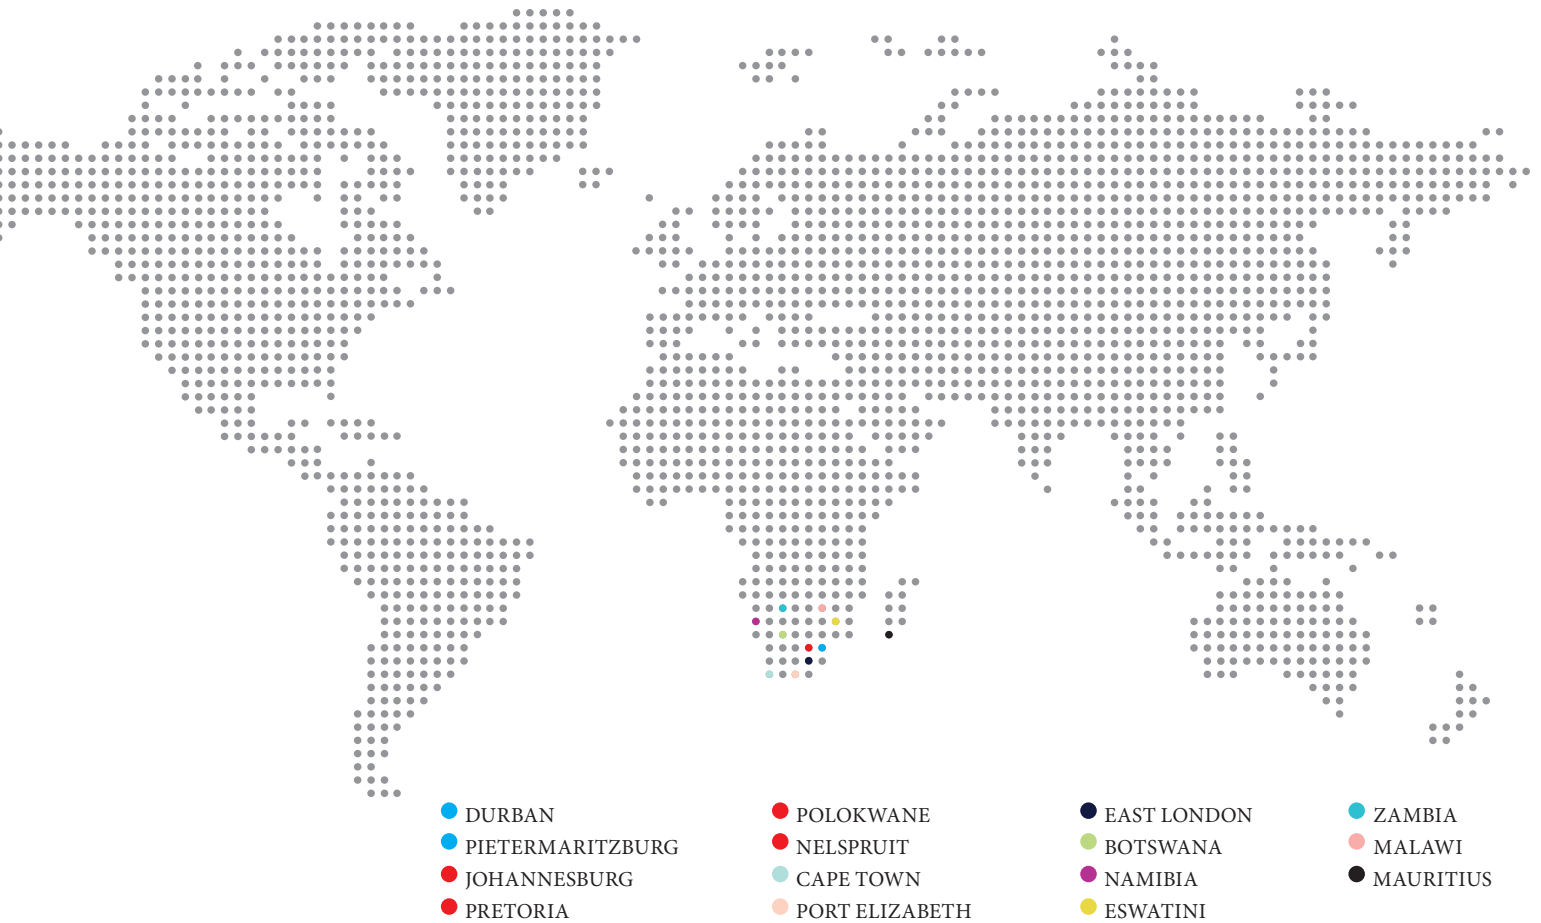 DURBAN
PIETERMARITZBURG
JOHANNESBURG
PRETORIA
POLOKWANE
NELSPRUIT
CAPE TOWN
PORT ELIZABETH
EAST LONDON
BOTSWANA
NAMIBIA
ESWATINI
ZAMBIA
MALAWI
MAURITIUS